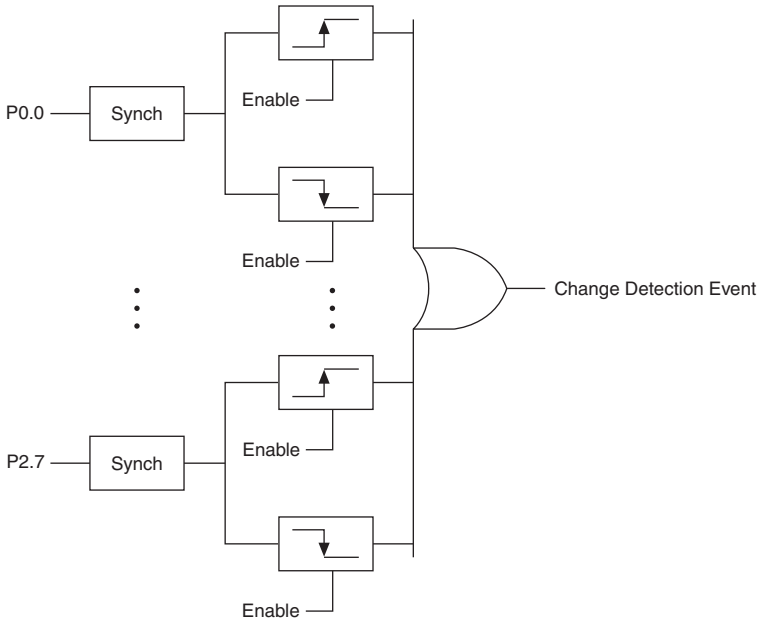 Enable
P0.0
Synch
Enable
Change Detection Event
Enable
P2.7
Synch
Enable